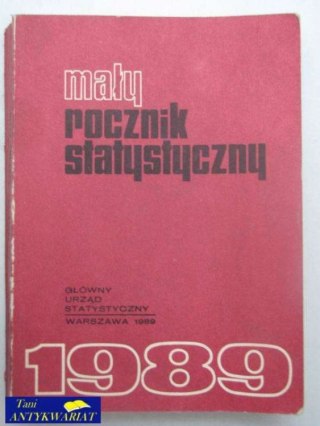 mały
rocznik
statystyczny
GŁÓWNY
URZĄD
STATYSTYCZNY
WARSZAWA 1989
1989
Tani
ANTYKWARIAT